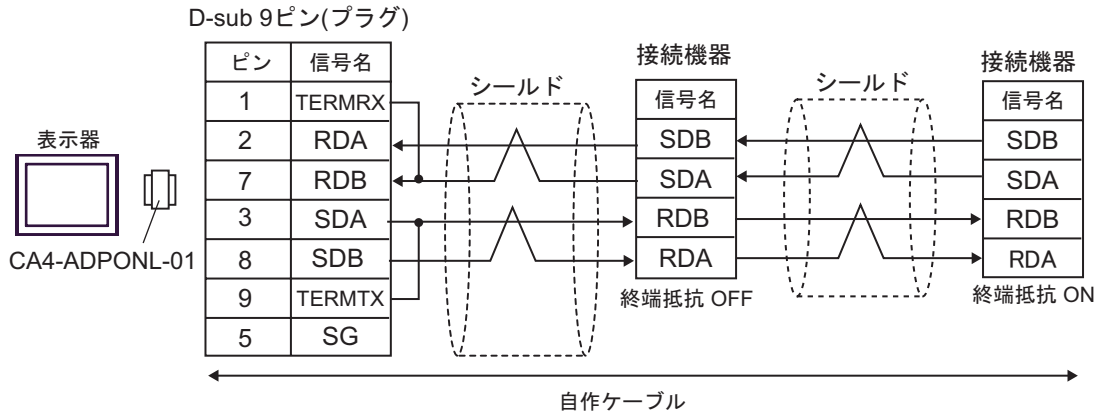 D-sub 9ピン(プラグ)
表示器
CA4-ADPONL-01
ピン 信号名
1 TERMRX
2 RDA
7 RDB
3 SDA
8 SDB
9 TERMTX
5 SG
シールド
接続機器
信号名
SDB
SDA
RDB
RDA
終端抵抗 OFF
シールド
接続機器
信号名
SDB
SDA
RDB
RDA
終端抵抗 ON
自作ケーブル